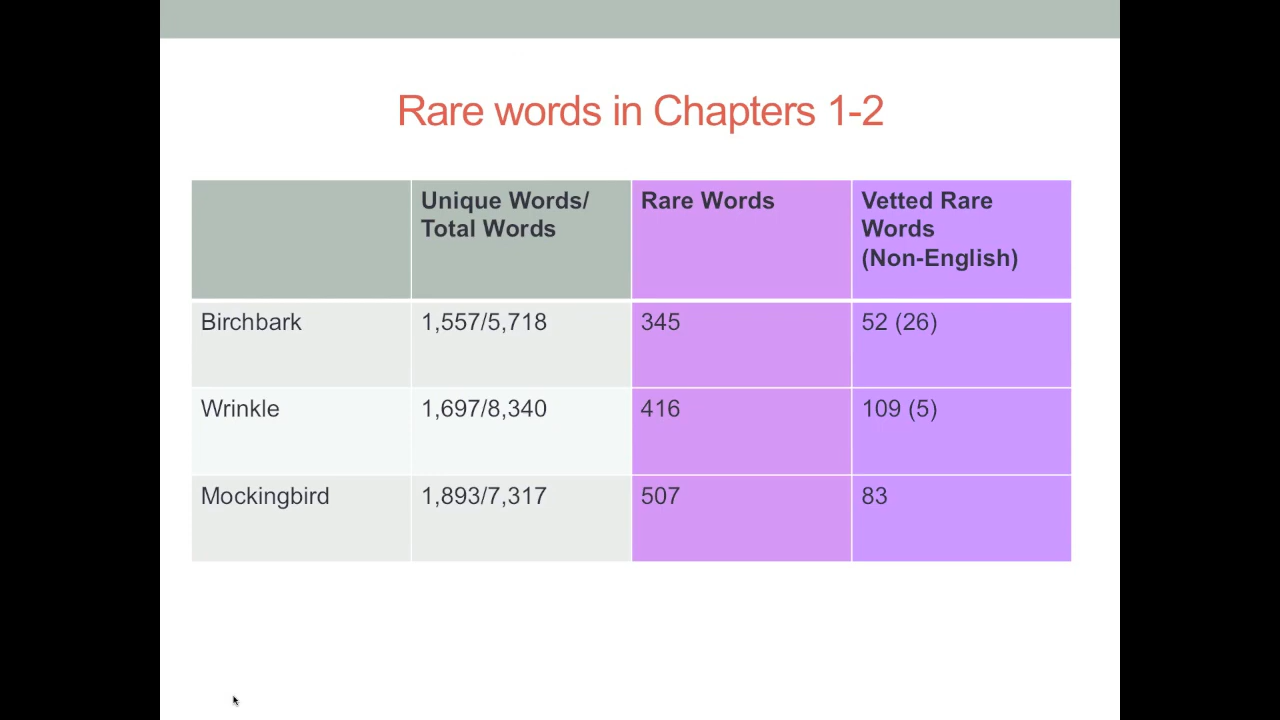 Rare words in Chapters 1-2
Unique Words/
Total Words
Rare Words
Vetted Rare
Words
(Non-English)
Birchbark
1,557/5,718
345
52 (26)
Wrinkle
1,697/8,340
416
109 (5)
Mockingbird
1,893/7,317
507
83